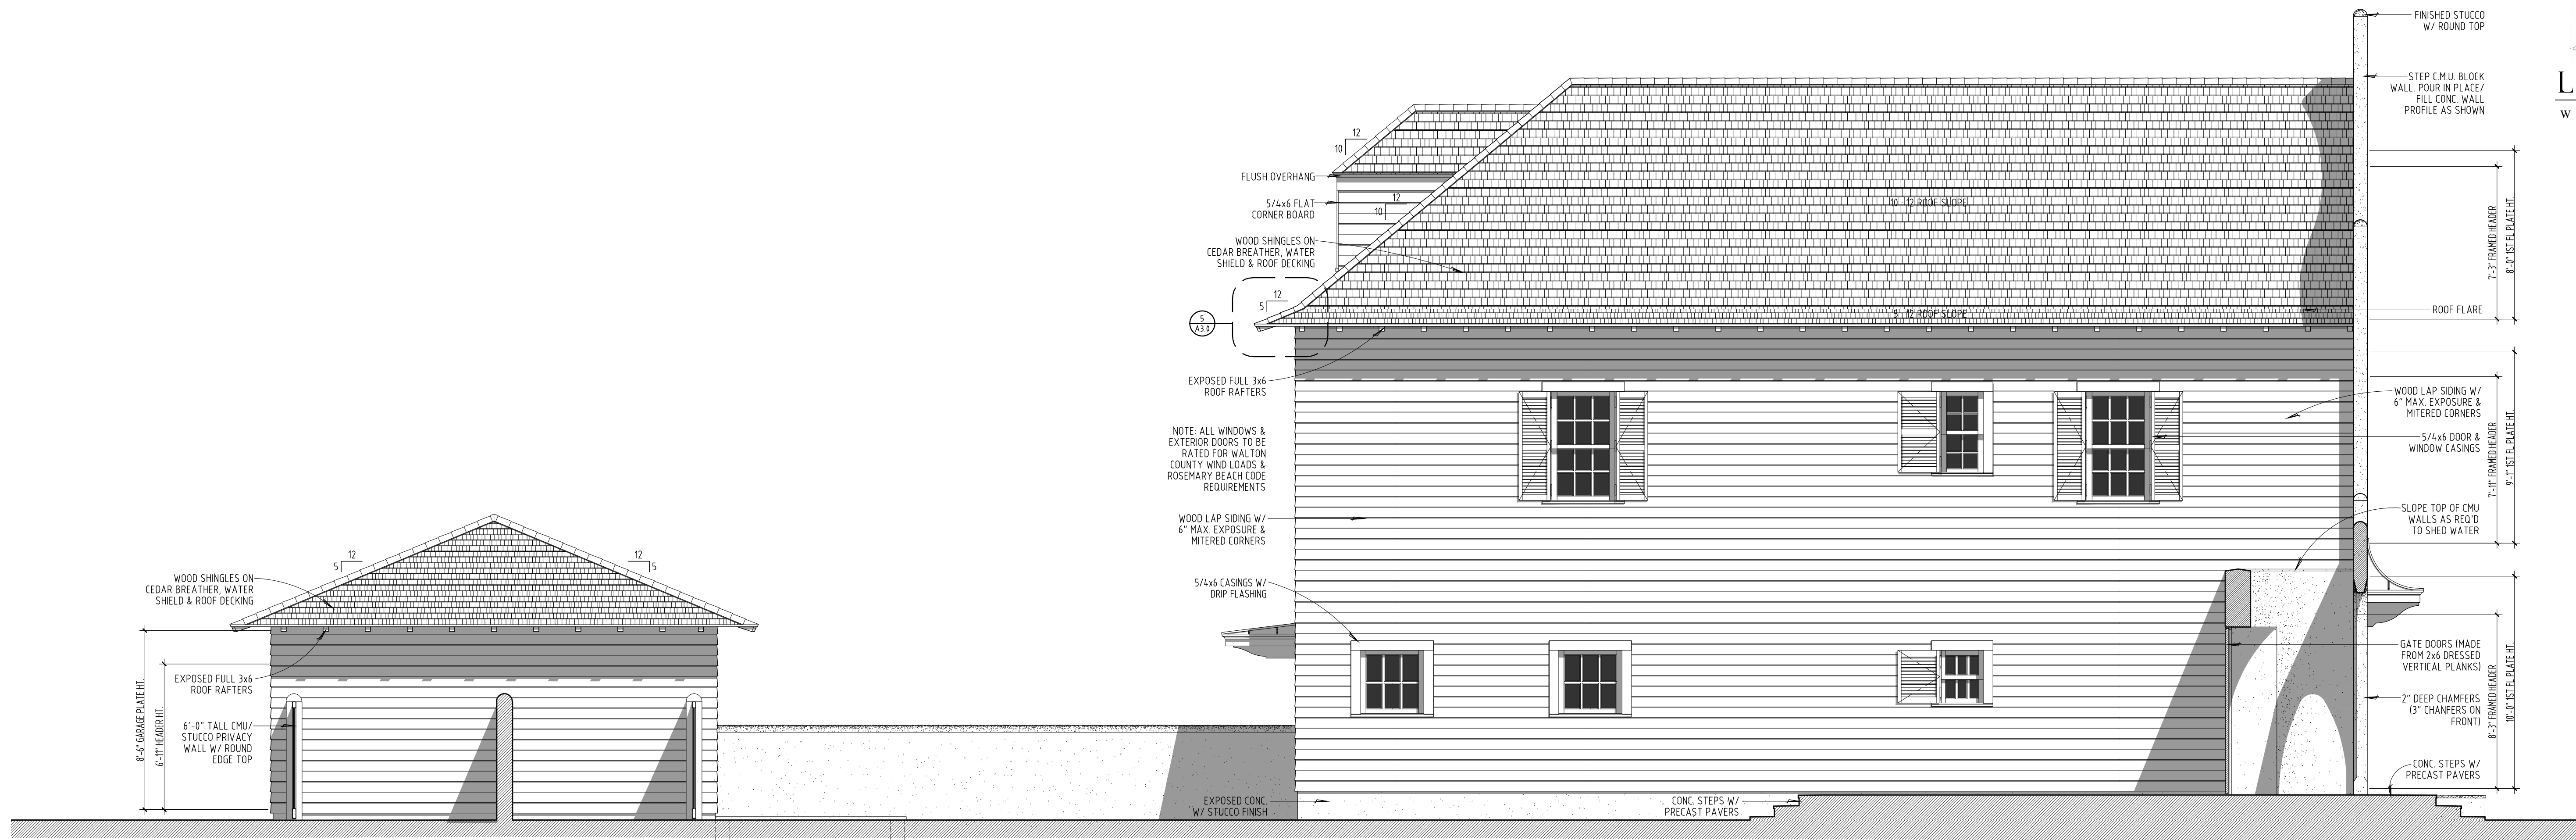 FINISHED STUCCO
W/ ROUND TOP
STEP C.M.U. BLOCK
WALL. POUR IN PLACE/
FILL CONC. WALL
PROFILE AS SHOWN
L
W
12
10
FLUSH OVERHANG
5/4x6 FLAT
CORNER BOARD
12
10
10 - 12 ROOF SLOPE
WOOD SHINGLES ON
CEDAR BREATHER, WATER
SHIELD & ROOF DECKING
7'-3" FRAMED HEADER
8'-0" 1ST FL PLATE HT.
12
5
5
A3.0
5 - 12 ROOF SLOPE
ROOF FLARE
EXPOSED FULL 3x6
ROOF RAFTERS
WOOD LAP SIDING W/
6" MAX. EXPOSURE &
MITERED CORNERS
NOTE: ALL WINDOWS &
EXTERIOR DOORS TO BE
RATED FOR WALTON
COUNTY WIND LOADS &
ROSEMARY BEACH CODE
REQUIREMENTS
5/4x6 DOOR &
WINDOW CASINGS
7'-11" FRAMED HEADER
9'-1" 1ST FL PLATE HT.
WOOD LAP SIDING W/
6" MAX. EXPOSURE &
MITERED CORNERS
SLOPE TOP OF CMU
WALLS AS REQ'D
TO SHED WATER
12
5
12
5
WOOD SHINGLES ON
CEDAR BREATHER, WATER
SHIELD & ROOF DECKING
5/4x6 CASINGS W/
DRIP FLASHING
GATE DOORS (MADE
FROM 2x6 DRESSED
VERTICAL PLANKS)
EXPOSED FULL 3x6
ROOF RAFTERS
8'-6" GARAGE PLATE HT.
6'-11" HEADER HT.
6'-0" TALL CMU/
STUCCO PRIVACY
WALL W/ ROUND
EDGE TOP
2" DEEP CHAMFERS
(3" CHANFERS ON
FRONT)
8'-3" FRAMED HEADER
10'-0" 1ST FL PLATE HT.
CONC. STEPS W/
PRECAST PAVERS
EXPOSED CONC.
W/ STUCCO FINISH
CONC. STEPS W/
PRECAST PAVERS